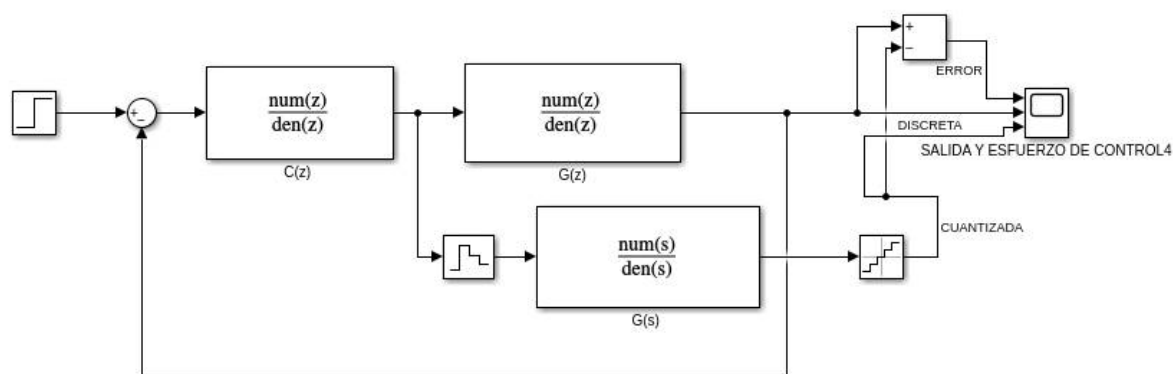 +
−
ERROR
num(z)
den(z)
C(z)
num(z)
den(z)
G(z)
+
−
DISCRETA
SALIDA Y ESFUERZO DE CONTROL4
CUANTIZADA
num(s)
den(s)
G(s)